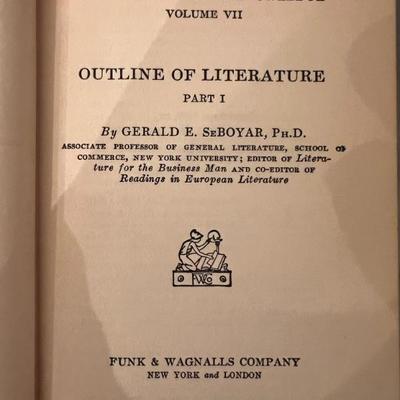 VOLUME VII
OUTLINE OF LITERATURE
PART I
By GERALD E. SEBOYAR, PH.D.
ASSOCIATE PROFESSOR OF GENERAL LITERATURE, SCHOOL OF
COMMERCE, NEW YORK UNIVERSITY; EDITOR OF Litera-
ture for the Business Man AND CO-EDITOR OF
Readings in European Literature
FUNK & WAGNALLS COMPANY
NEW YORK and LONDON